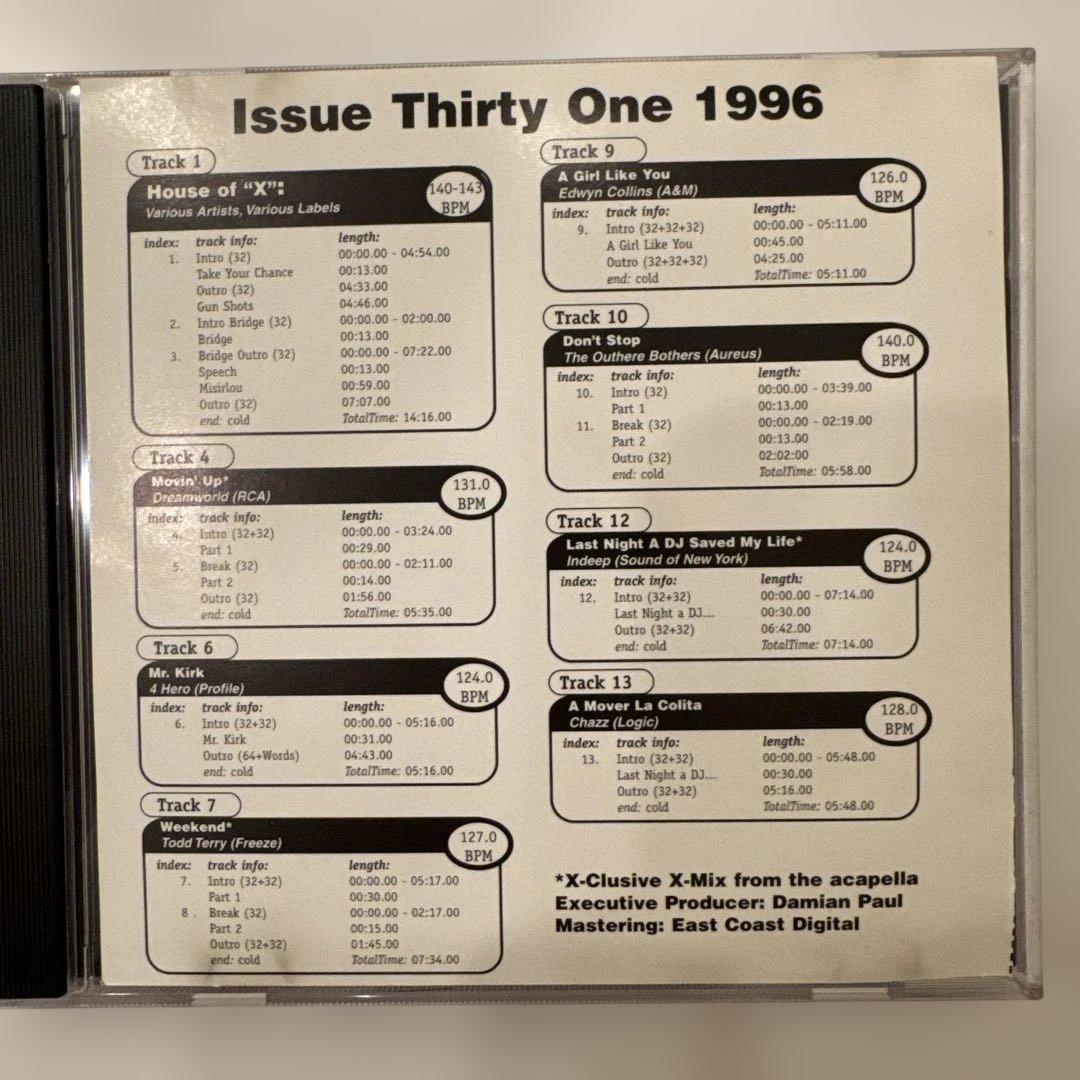 Issue Thirty One 1996
Track 1
House of "X":
Various Artists, Various Labels
140-143
BPM
index: track info: length:
1. Intro (32) 00:00.00 - 04:54.00
Take Your Chance 00:13.00
Outro (32) 04:33.00
Gun Shots 04:46.00
2. Intro Bridge (32) 00:00.00 - 02:00.00
Bridge 00:13.00
3. Bridge Outro (32) 00:00.00 - 07:22.00
Speech 00:13.00
Misirlou 00:59.00
Outro (32) 07:07.00
end: cold TotalTime: 14:16.00
Track 4
Movin' Up*
Dreamworld (RCA)
131.0
BPM
index: track info: length:
4. Intro (32+32) 00:00.00 - 03:24.00
Part 1 00:29.00
5. Break (32) 00:00.00 - 02:11.00
Part 2 00:14.00
Outro (32) 01:56.00
end: cold TotalTime: 05:35.00
Track 6
Mr. Kirk
4 Hero (Profile)
124.0
BPM
index: track info: length:
6. Intro (32+32) 00:00.00 - 05:16.00
Mr. Kirk 00:31.00
Outro (64+Words) 04:43.00
end: cold TotalTime: 05:16.00
Track 7
Weekend*
Todd Terry (Freeze)
127.0
BPM
index: track info: length:
7. Intro (32+32) 00:00.00 - 05:17.00
Part 1 00:30.00
8 . Break (32) 00:00.00 - 02:17.00
Part 2 00:15.00
Outro (32+32) 01:45.00
end: cold TotalTime: 07:34.00
Track 9
A Girl Like You
Edwyn Collins (A&M)
126.0
BPM
index: track info: length:
9. Intro (32+32+32) 00:00.00 - 05:11.00
A Girl Like You 00:45.00
Outro (32+32+32) 04:25.00
end: cold TotalTime: 05:11.00
Track 10
Don't Stop
The Outhere Bothers (Aureus)
140.0
BPM
index: track info: length:
10. Intro (32) 00:00.00 - 03:39.00
Part 1 00:13.00
11. Break (32) 00:00.00 - 02:19.00
Part 2 00:13.00
Outro (32) 02:02:00
end: cold TotalTime: 05:58.00
Track 12
Last Night A DJ Saved My Life*
Indeep (Sound of New York)
124.0
BPM
index: track info: length:
12. Intro (32+32) 00:00.00 - 07:14.00
Last Night a DJ.... 00:30.00
Outro (32+32) 06:42.00
end: cold TotalTime: 07:14.00
Track 13
A Mover La Colita
Chazz (Logic)
128.0
BPM
index: track info: length:
13. Intro (32+32) 00:00.00 - 05:48.00
Last Night a DJ.... 00:30.00
Outro (32+32) 05:16.00
end: cold TotalTime: 05:48.00
*X-Clusive X-Mix from the acapella
Executive Producer: Damian Paul
Mastering: East Coast Digital